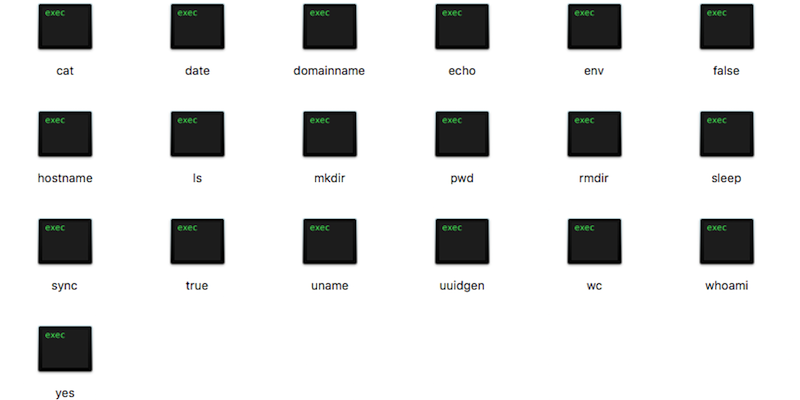 exec exec exec exec exec exec
cat date domainname echo env false
exec exec exec exec exec exec
hostname ls mkdir pwd rmdir sleep
exec exec exec exec exec exec
sync true uname uuidgen wc whoami
exec
yes